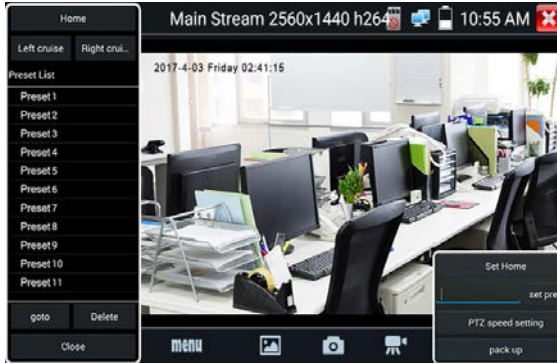 Home
Main Stream 2560x1440 h264
10:55 AM
Left cruise
Right crui...
2017-4-03 Friday 02:41:15
Preset List
Preset 1
Preset 2
Preset 3
Preset 4
Preset 5
Preset 6
Preset 7
Preset 8
Preset 9
Preset 10
Preset 11
goto
Delete
Close
menu
Set Home
set pre
PTZ speed setting
pack up